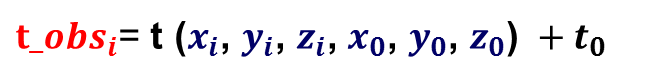 t_obsᵢ= t (xᵢ, yᵢ, zᵢ, x₀, y₀, z₀) + t₀